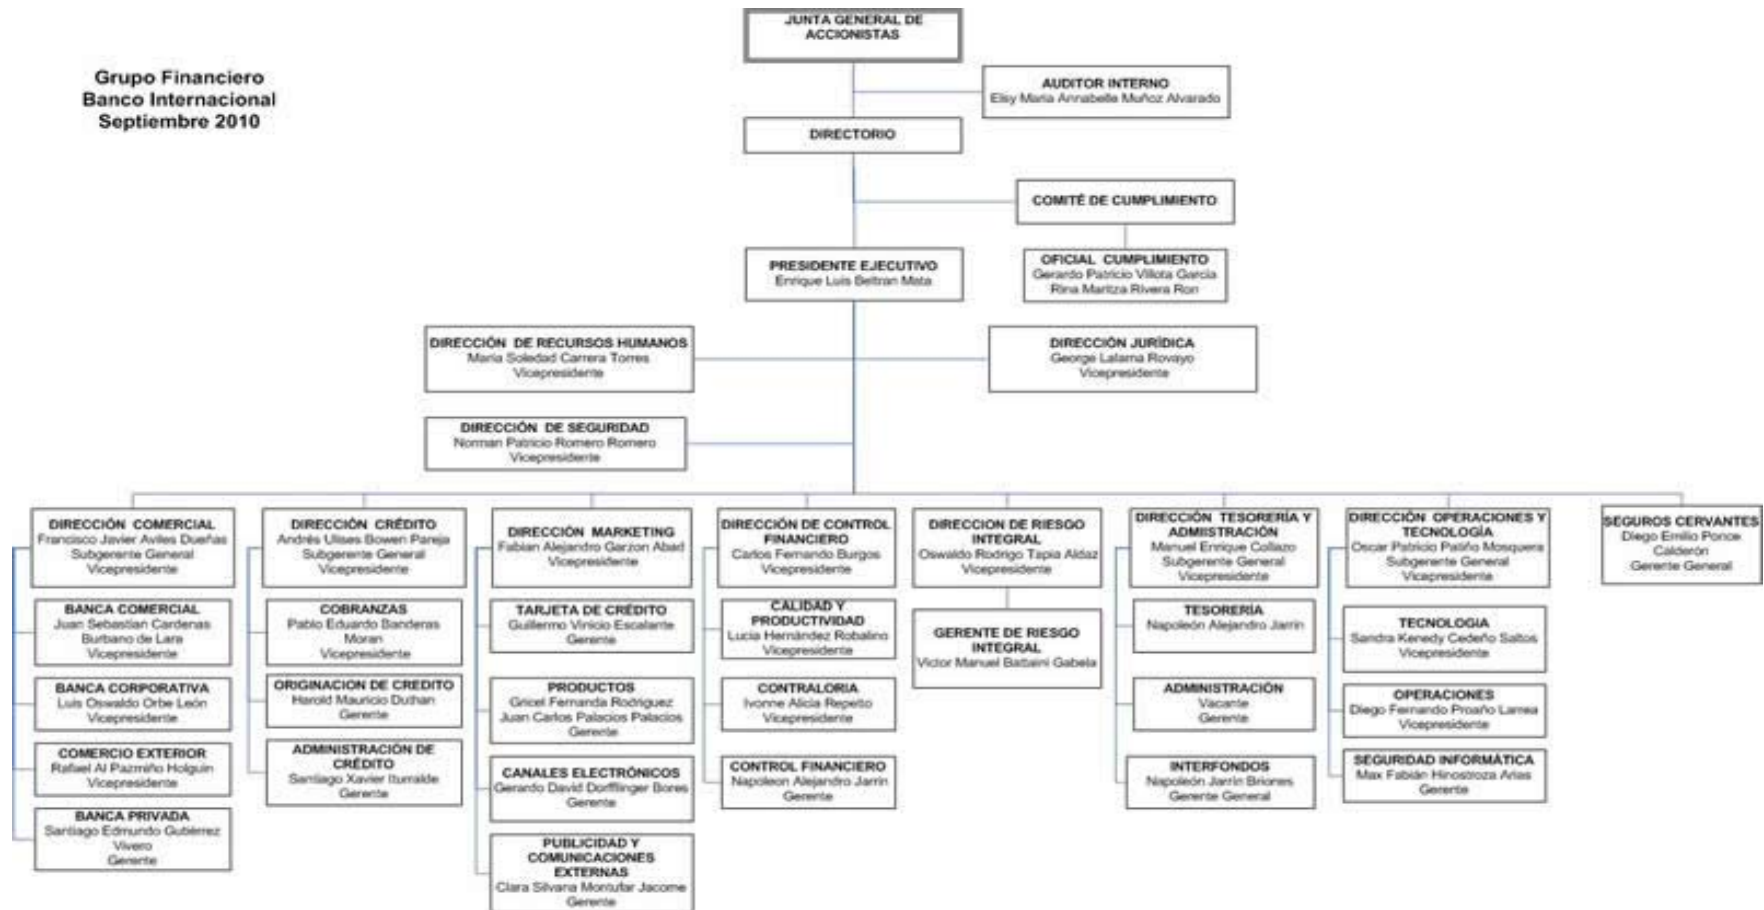 JUNTA GENERAL DE
ACCIONISTAS
Grupo Financiero
Banco Internacional
Septiembre 2010
AUDITOR INTERNO
Elsy Maria Annabelle Muñoz Alvarado
DIRECTORIO
COMITÉ DE CUMPLIMIENTO
PRESIDENTE EJECUTIVO
Enrique Luis Beltran Mata
OFICIAL CUMPLIMIENTO
Gerardo Patricio Villota Garcia
Rina Maritza Rivera Ron
DIRECCIÓN DE RECURSOS HUMANOS
Maria Soledad Carrera Torres
Vicepresidente
DIRECCIÓN JURÍDICA
George Lalama Rovayo
Vicepresidente
DIRECCIÓN DE SEGURIDAD
Norman Patricio Romero Romero
Vicepresidente
DIRECCIÓN COMERCIAL
Francisco Javier Aviles Dueñas
Subgerente General
Vicepresidente
BANCA COMERCIAL
Juan Sebastian Cardenas
Burbano de Lara
Vicepresidente
BANCA CORPORATIVA
Luis Oswaldo Orbe León
Vicepresidente
COMERCIO EXTERIOR
Rafael Al Pazmiño Holguin
Vicepresidente
BANCA PRIVADA
Santiago Edmundo Gutiérrez
Vivero
Gerente
DIRECCIÓN CRÉDITO
Andrés Ulises Bowen Pareja
Subgerente General
Vicepresidente
COBRANZAS
Pablo Eduardo Banderas
Moran
Vicepresidente
ORIGINACION DE CREDITO
Harold Mauricio Duthan
Gerente
ADMINISTRACIÓN DE
CRÉDITO
Santiago Xavier Iturralde
Gerente
DIRECCIÓN MARKETING
Fabian Alejandro Garzon Abad
Vicepresidente
TARJETA DE CRÉDITO
Guillermo Vinicio Escalante
Gerente
PRODUCTOS
Gricel Fernanda Rodriguez
Juan Carlos Palacios Palacios
Gerente
CANALES ELECTRÓNICOS
Gerardo David Dorfflinger Bores
Gerente
PUBLICIDAD Y
COMUNICACIONES
EXTERNAS
Clara Silvana Montufar Jacome
Gerente
DIRECCIÓN DE CONTROL
FINANCIERO
Carlos Fernando Burgos
Vicepresidente
CALIDAD Y
PRODUCTIVIDAD
Lucia Hernández Robalino
Vicepresidente
CONTRALORIA
Ivonne Alicia Repetto
Vicepresidente
CONTROL FINANCIERO
Napoleon Alejandro Jarrin
Gerente
DIRECCION DE RIESGO
INTEGRAL
Oswaldo Rodrigo Tapia Aldaz
Vicepresidente
GERENTE DE RIESGO
INTEGRAL
Victor Manuel Battaini Gabela
DIRECCIÓN TESORERÍA Y
ADMIISTRACIÓN
Manuel Enrique Collazo
Subgerente General
Vicepresidente
TESORERÍA
Napoleón Alejandro Jarrin
ADMINISTRACIÓN
Vacante
Gerente
INTERFONDOS
Napoleón Jarrin Briones
Gerente General
DIRECCIÓN OPERACIONES Y
TECNOLOGÍA
Oscar Patricio Patiño Mosquera
Subgerente General
Vicepresidente
TECNOLOGIA
Sandra Kenedy Cedeño Saltos
Vicepresidente
OPERACIONES
Diego Fernando Proaño Larrea
Vicepresidente
SEGURIDAD INFORMÁTICA
Max Fabián Hinostroza Arias
Gerente
SEGUROS CERVANTES
Diego Emilio Ponce
Calderón
Gerente General